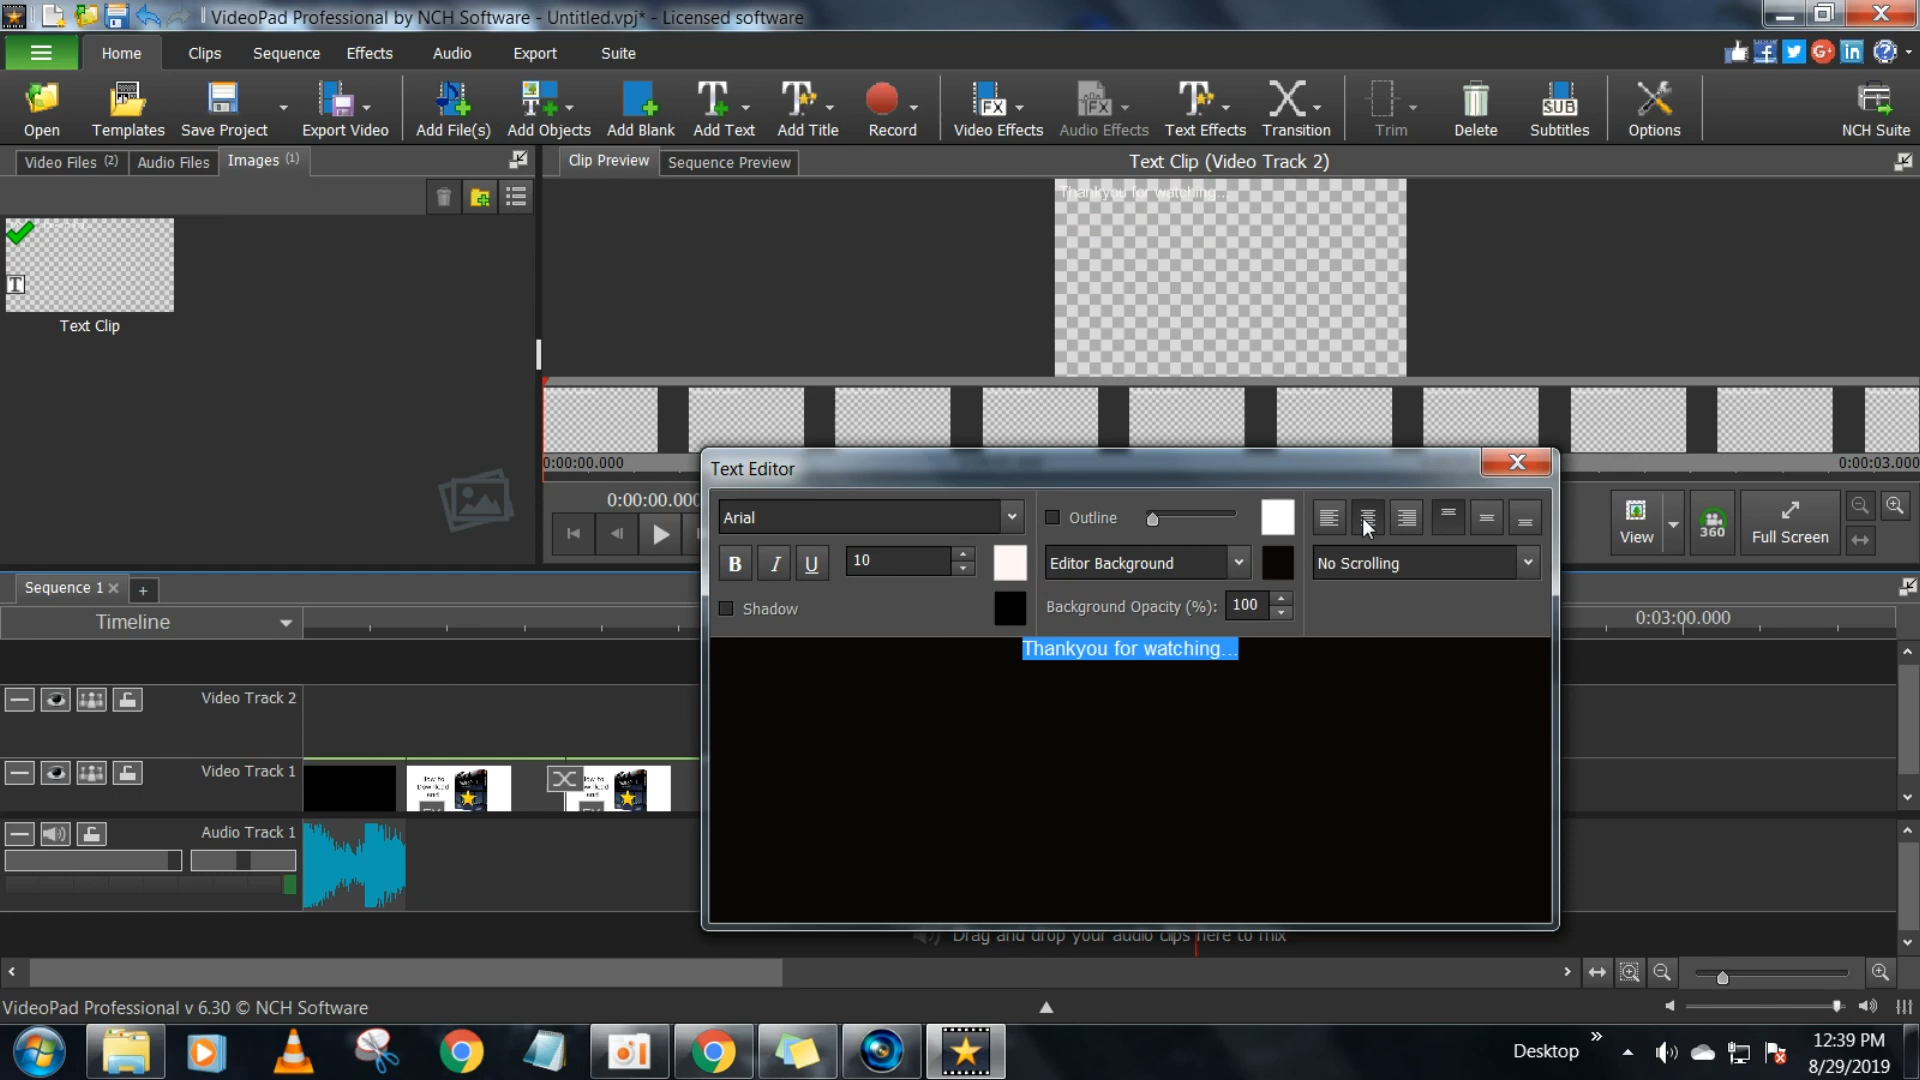 VideoPad Professional by NCH Software - Untitled.vpj* - Licensed software
Home Clips Sequence Effects Audio Export Suite
Open Templates Save Project Export Video Add File(s) Add Objects Add Blank Add Text Add Title Record Video Effects Audio Effects Text Effects Transition Trim Delete Subtitles Options NCH Suite
Video Files (2) Audio Files Images (1) Clip Preview Sequence Preview Text Clip (Video Track 2)
Thankyou for watching...
Text Clip
0:00:00.000 0:00:03.000
Text Editor
0:00:00.000
Arial Outline
View 360 Full Screen
B I U 10 Editor Background No Scrolling
Shadow Background Opacity (%): 100
Sequence 1
Timeline 0:03:00.000
Thankyou for watching...
Video Track 2
Video Track 1
How to
Download
and
Audio Track 1
Drag and drop your audio clips here to mix
VideoPad Professional v 6.30 © NCH Software
Desktop
12:39 PM
8/29/2019